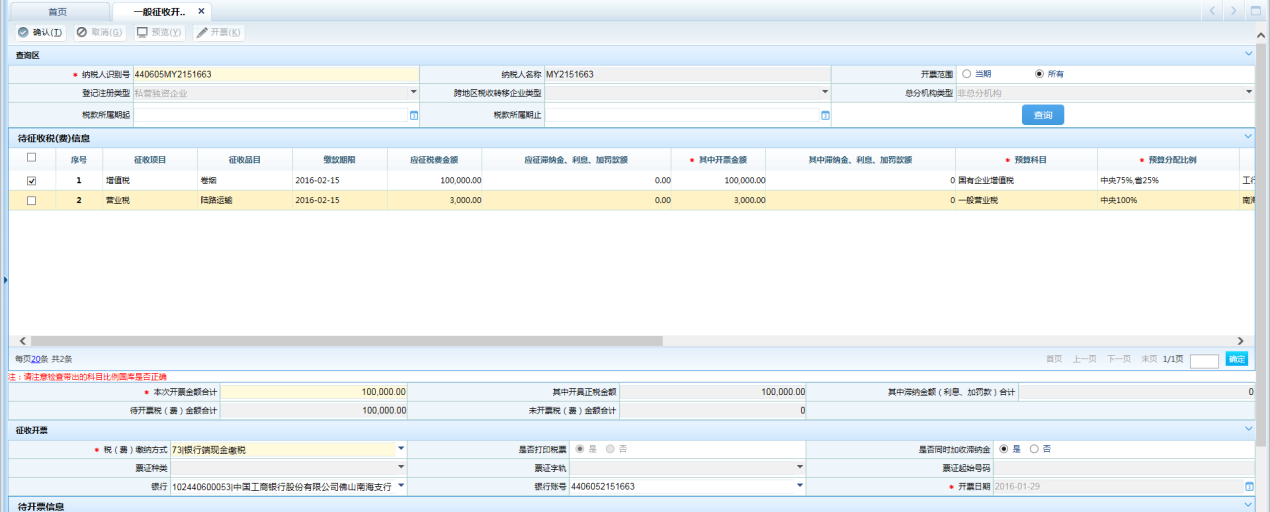 首页 一般征收开.. ×
确认(I) 取消(G) 预览(Y) 开票(K)
查询区
* 纳税人识别号 440605MY2151663 纳税人名称 MY2151663 开票范围 当期 所有
登记注册类型 私营独资企业 跨地区税收转移企业类型 总分机构类型 非总分机构
税款所属期起 税款所属期止 查询
待征收税(费)信息
序号 征收项目 征收品目 缴款期限 应征税费金额 应征滞纳金、利息、加罚款额 * 其中开票金额 其中滞纳金、利息、加罚款额 * 预算科目 * 预算分配比例
1 增值税 卷烟 2016-02-15 100,000.00 0.00 100,000.00 0 国有企业增值税 中央75%,省25% 工行
2 营业税 陆路运输 2016-02-15 3,000.00 0.00 3,000.00 0 一般营业税 中央100% 南海
每页20条 共2条 首页 上一页 下一页 末页 1/1页 确定
注：请注意检查带出的科目比例国库是否正确
* 本次开票金额合计 100,000.00 其中开具正税金额 100,000.00 其中滞纳金额（利息、加罚款）合计 0
待开票税（费）金额合计 100,000.00 未开票税（费）金额合计 0
征收开票
* 税（费）缴纳方式 73|银行端现金缴税 是否打印税票 是 否 是否同时加收滞纳金 是 否
票证种类 票证字轨 票证起始号码
银行 102440600053|中国工商银行股份有限公司佛山南海支行 银行账号 4406052151663 * 开票日期 2016-01-29
待开票信息